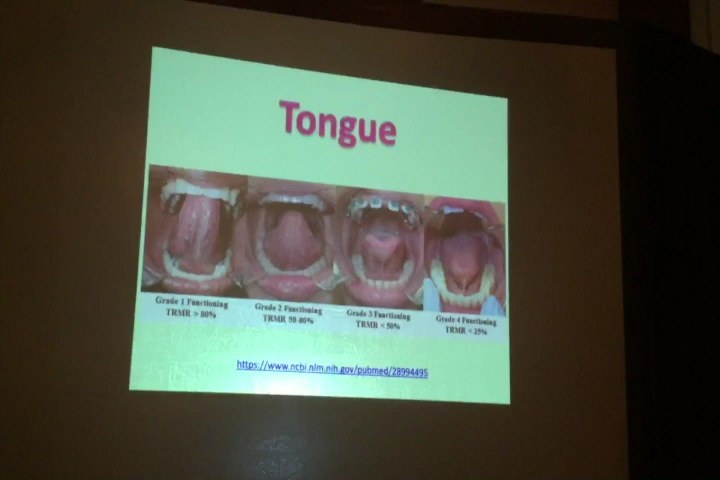 Tongue
Grade 1 Functioning
TRMR > 80%
Grade 2 Functioning
TRMR 50-80%
Grade 3 Functioning
TRMR < 50%
Grade 4 Functioning
TRMR < 25%
https://www.ncbi.nlm.nih.gov/pubmed/28994495